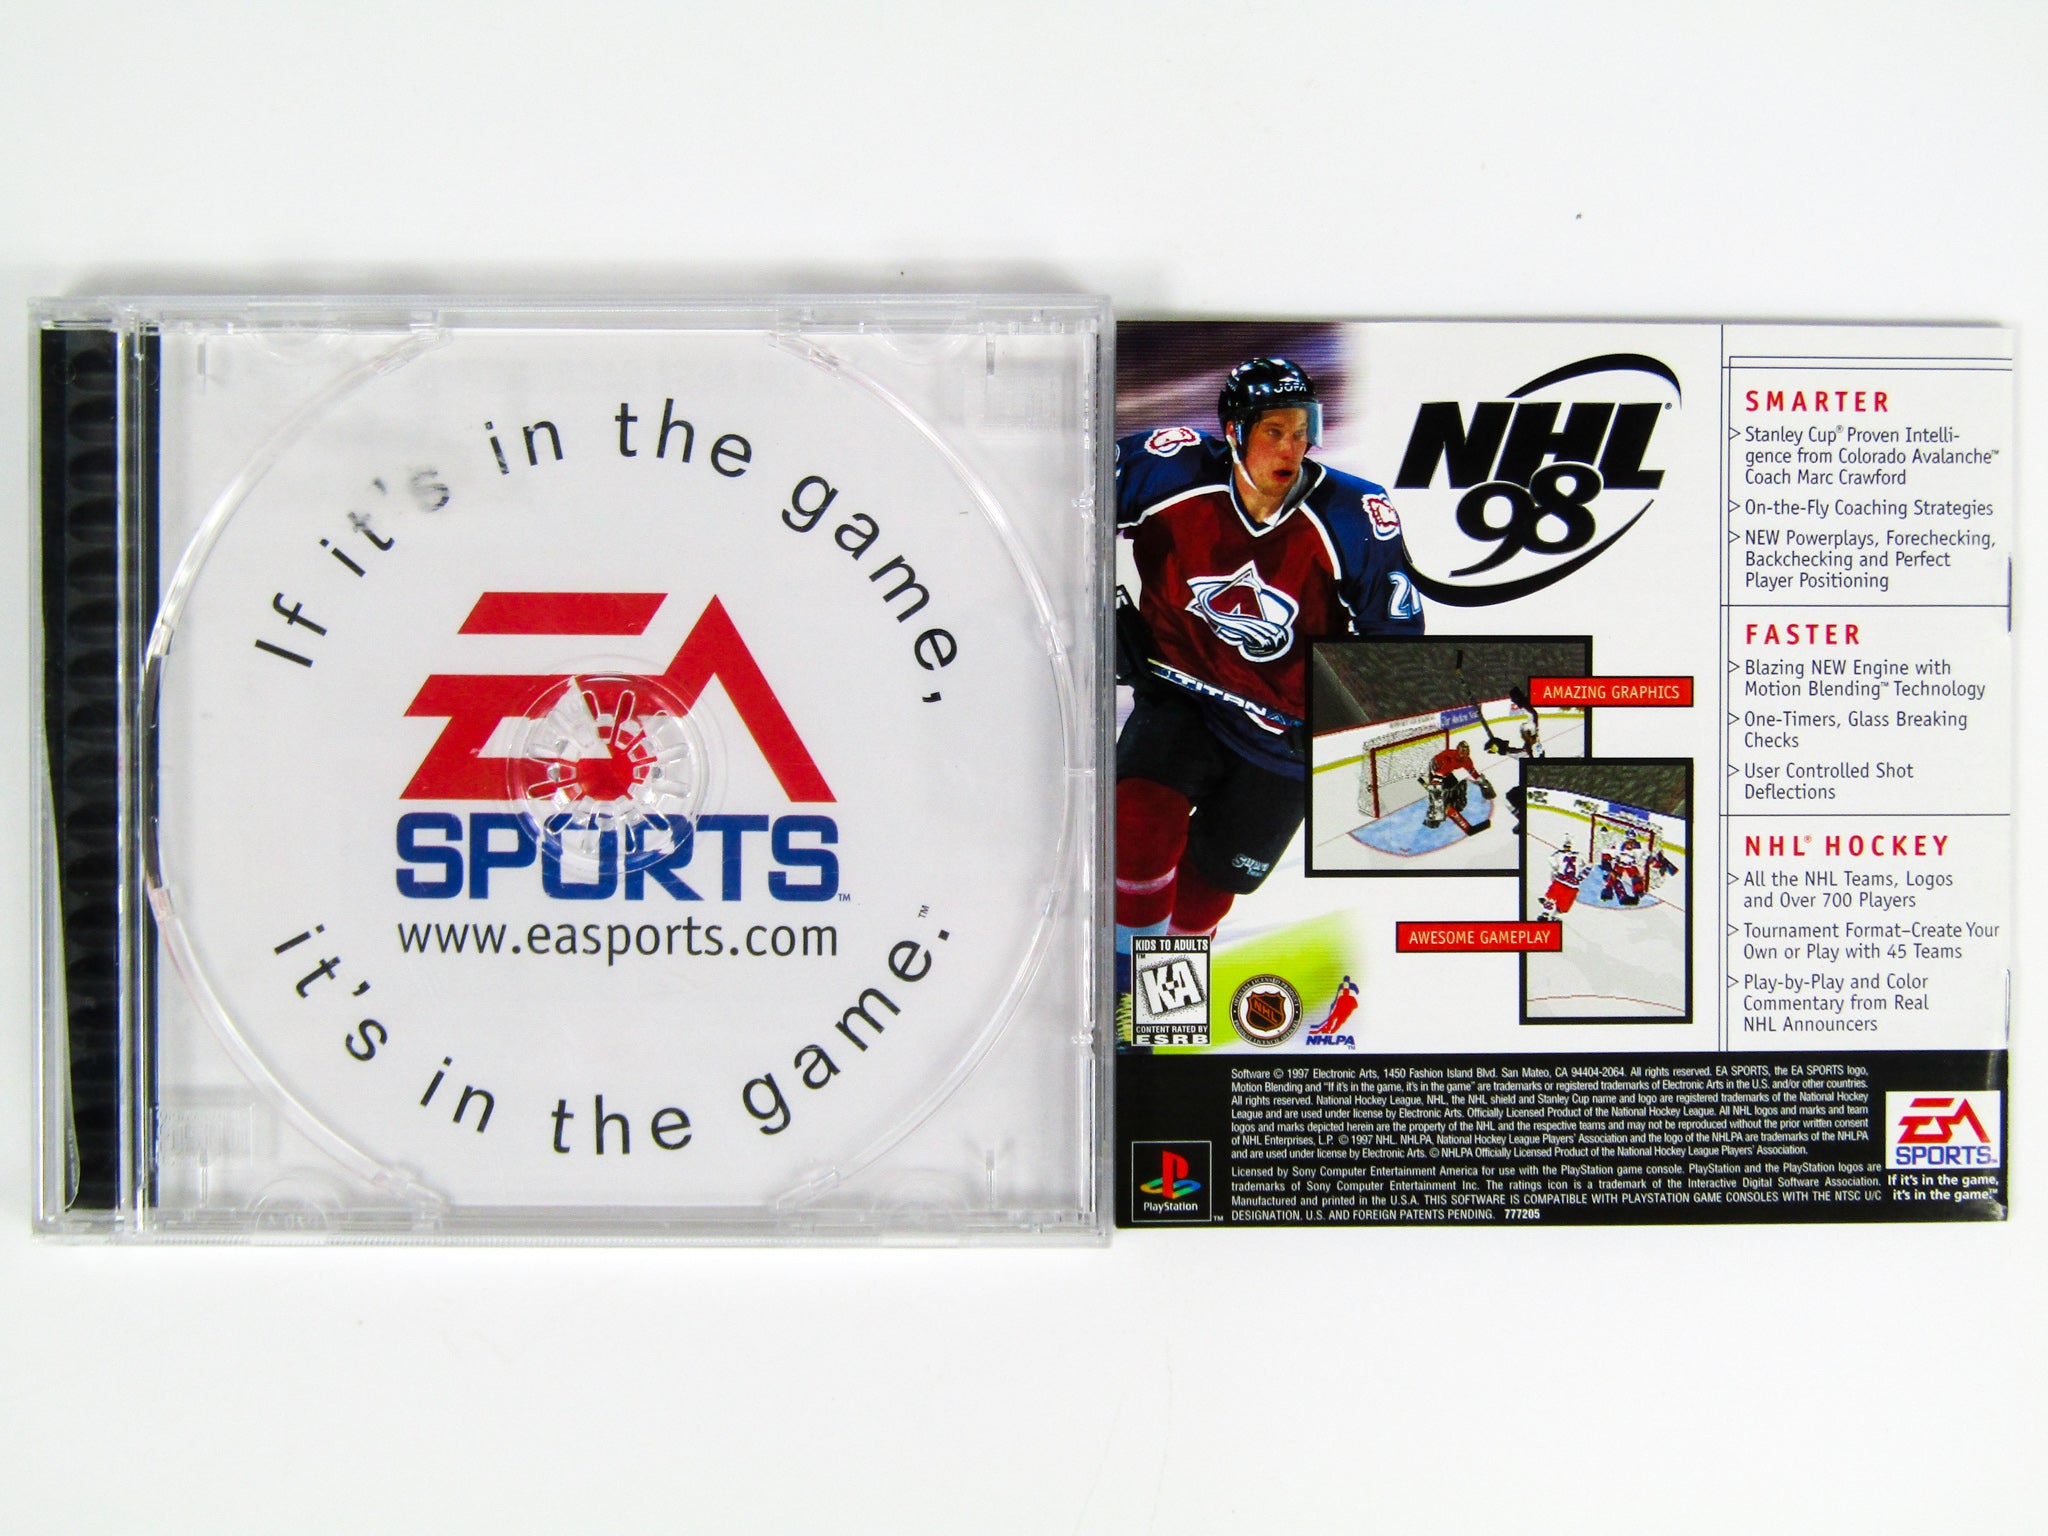 If it's in the game,
EA
SPORTS™
www.easports.com
it's in the game.™
JOFA
NHL®
98
2
TITAN
AMAZING GRAPHICS
AWESOME GAMEPLAY
KIDS TO ADULTS
™
K-A
CONTENT RATED BY
ESRB
NHL
NHLPA
™
SMARTER
Stanley Cup® Proven Intelli-
gence from Colorado Avalanche™
Coach Marc Crawford
On-the-Fly Coaching Strategies
NEW Powerplays, Forechecking,
Backchecking and Perfect
Player Positioning
FASTER
Blazing NEW Engine with
Motion Blending™ Technology
One-Timers, Glass Breaking
Checks
User Controlled Shot
Deflections
NHL® HOCKEY
All the NHL Teams, Logos
and Over 700 Players
Tournament Format–Create Your
Own or Play with 45 Teams
Play-by-Play and Color
Commentary from Real
NHL Announcers
Software © 1997 Electronic Arts, 1450 Fashion Island Blvd. San Mateo, CA 94404-2064. All rights reserved. EA SPORTS, the EA SPORTS logo,
Motion Blending and "If it's in the game, it's in the game" are trademarks or registered trademarks of Electronic Arts in the U.S. and/or other countries.
All rights reserved. National Hockey League, NHL, the NHL shield and Stanley Cup name and logo are registered trademarks of the National Hockey
League and are used under license by Electronic Arts. Officially Licensed Product of the National Hockey League. All NHL logos and marks and team
logos and marks depicted herein are the property of the NHL and the respective teams and may not be reproduced without the prior written consent
of NHL Enterprises, L.P. © 1997 NHL. NHLPA, National Hockey League Players' Association and the logo of the NHLPA are trademarks of the NHLPA
and are used under license by Electronic Arts. © NHLPA Officially Licensed Product of the National Hockey League Players' Association.
Licensed by Sony Computer Entertainment America for use with the PlayStation game console. PlayStation and the PlayStation logos are
trademarks of Sony Computer Entertainment Inc. The ratings icon is a trademark of the Interactive Digital Software Association.
Manufactured and printed in the U.S.A. THIS SOFTWARE IS COMPATIBLE WITH PLAYSTATION GAME CONSOLES WITH THE NTSC U/C
DESIGNATION. U.S. AND FOREIGN PATENTS PENDING. 777205
PlayStation
™
EA
SPORTS™
If it's in the game,
it's in the game.™